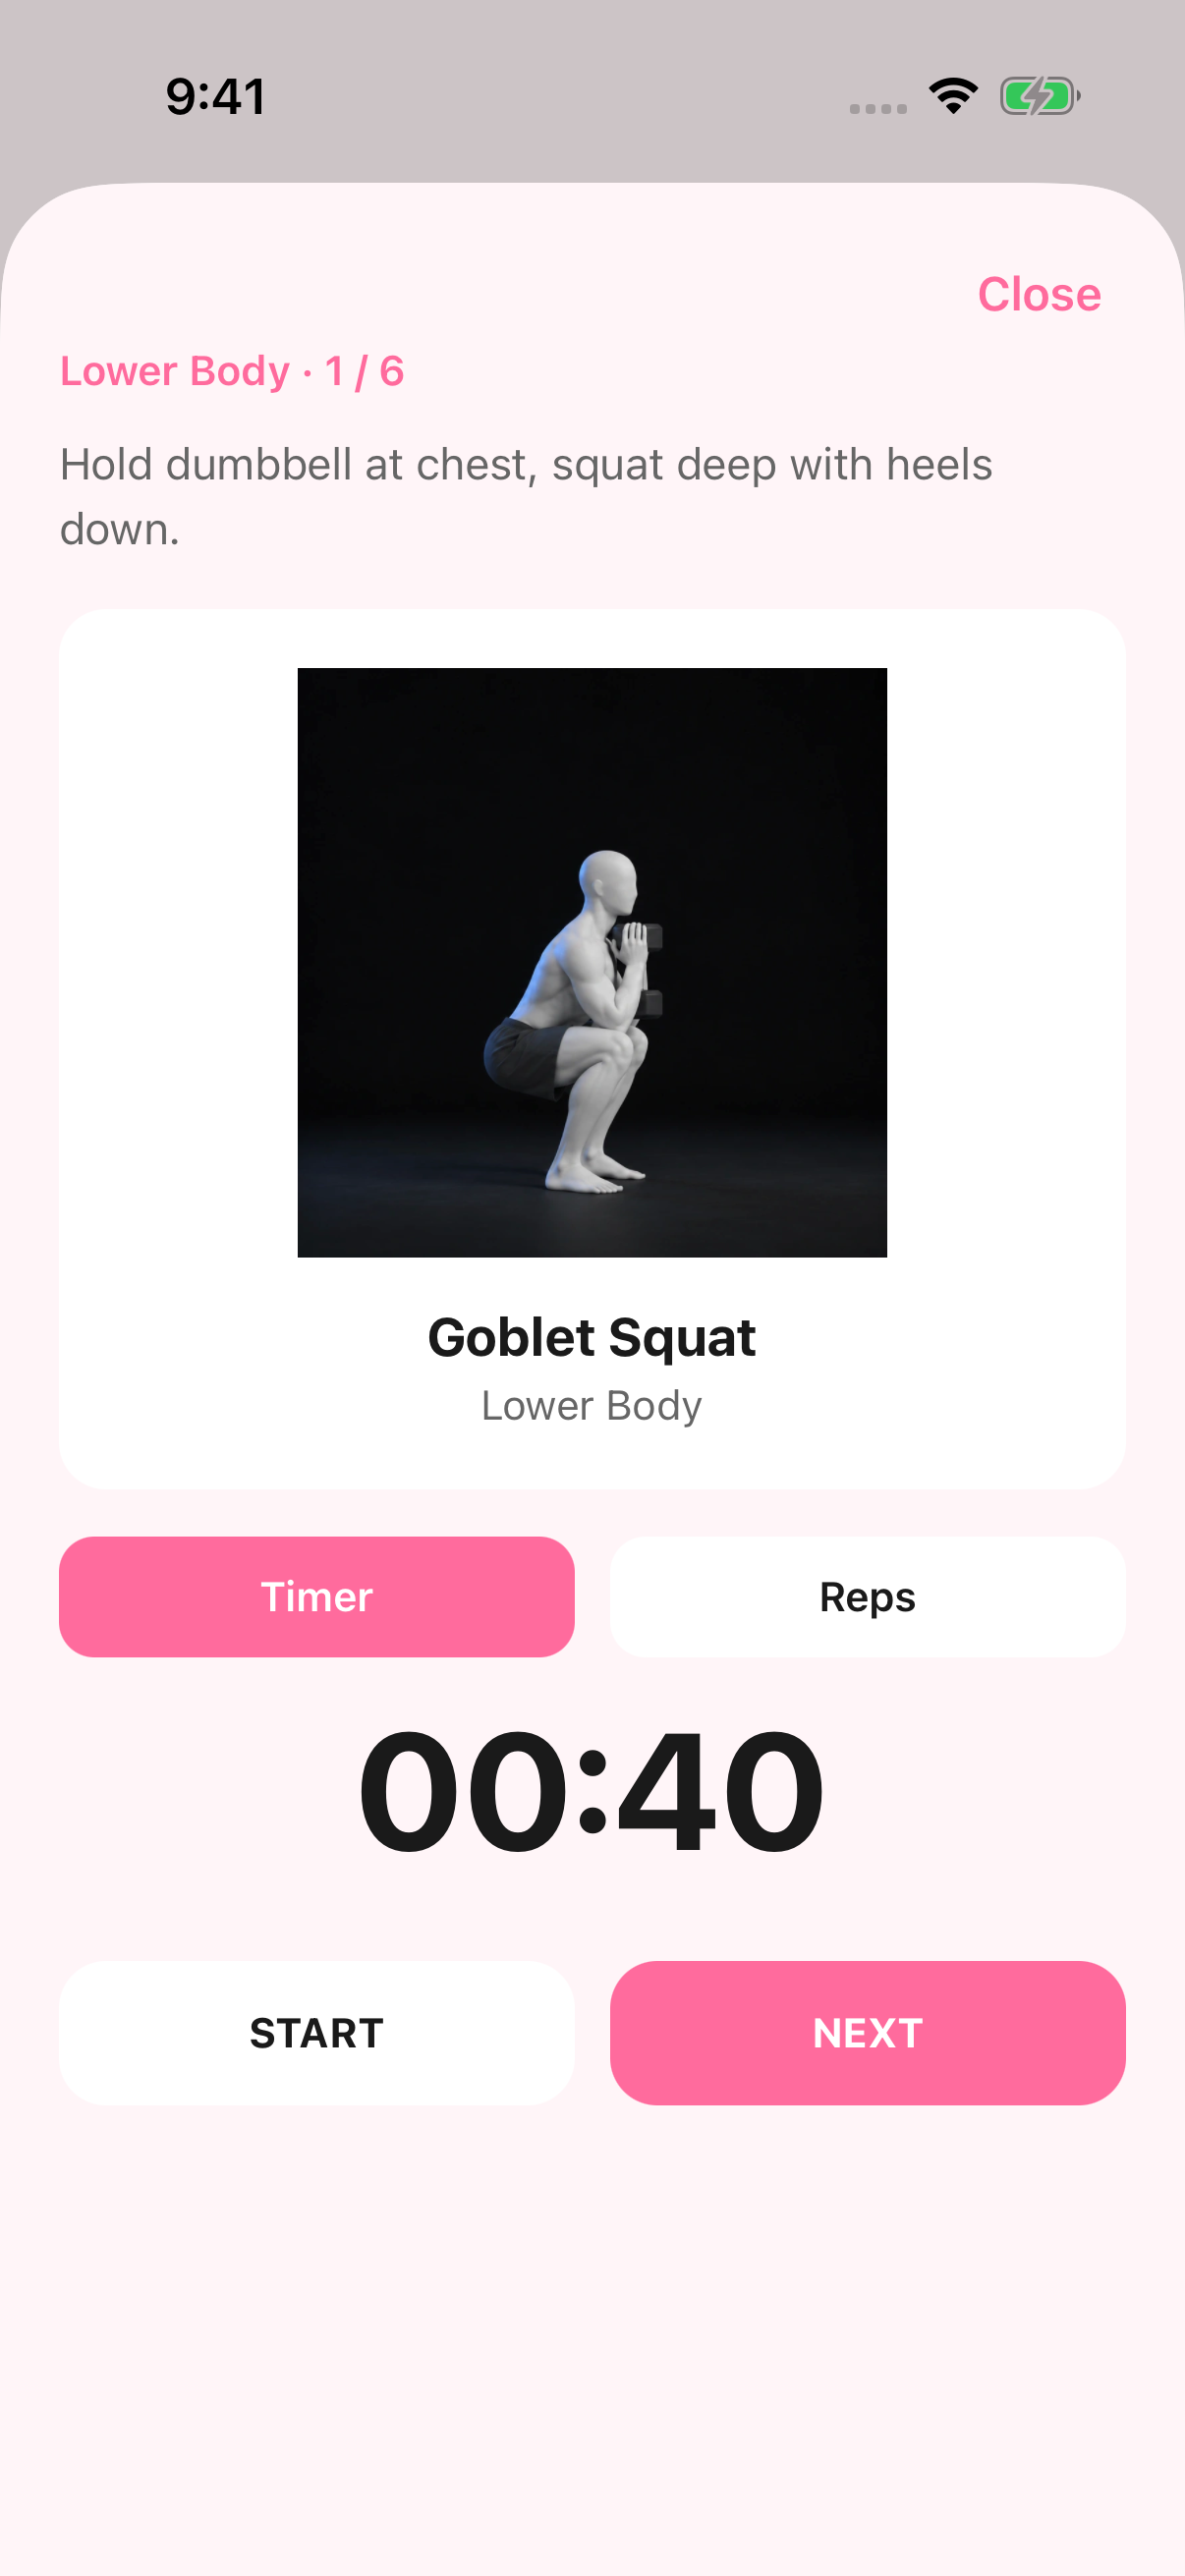 9:41
Close
Lower Body · 1 / 6
Hold dumbbell at chest, squat deep with heels
down.
Goblet Squat
Lower Body
Timer
Reps
00:40
START
NEXT